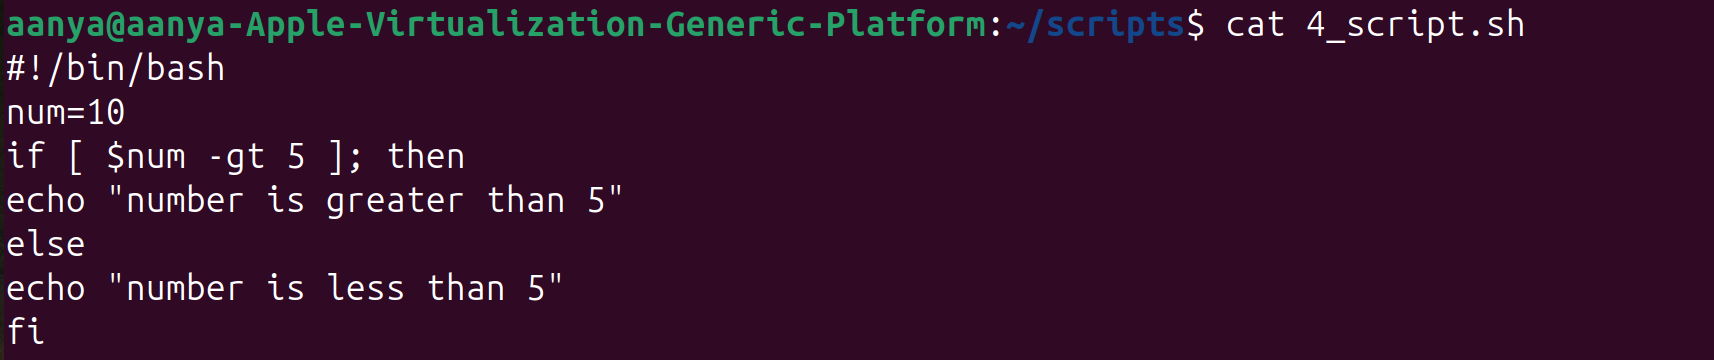 aanya@aanya-Apple-Virtualization-Generic-Platform:~/scripts$ cat 4_script.sh
#!/bin/bash
num=10
if [ $num -gt 5 ]; then
echo "number is greater than 5"
else
echo "number is less than 5"
fi